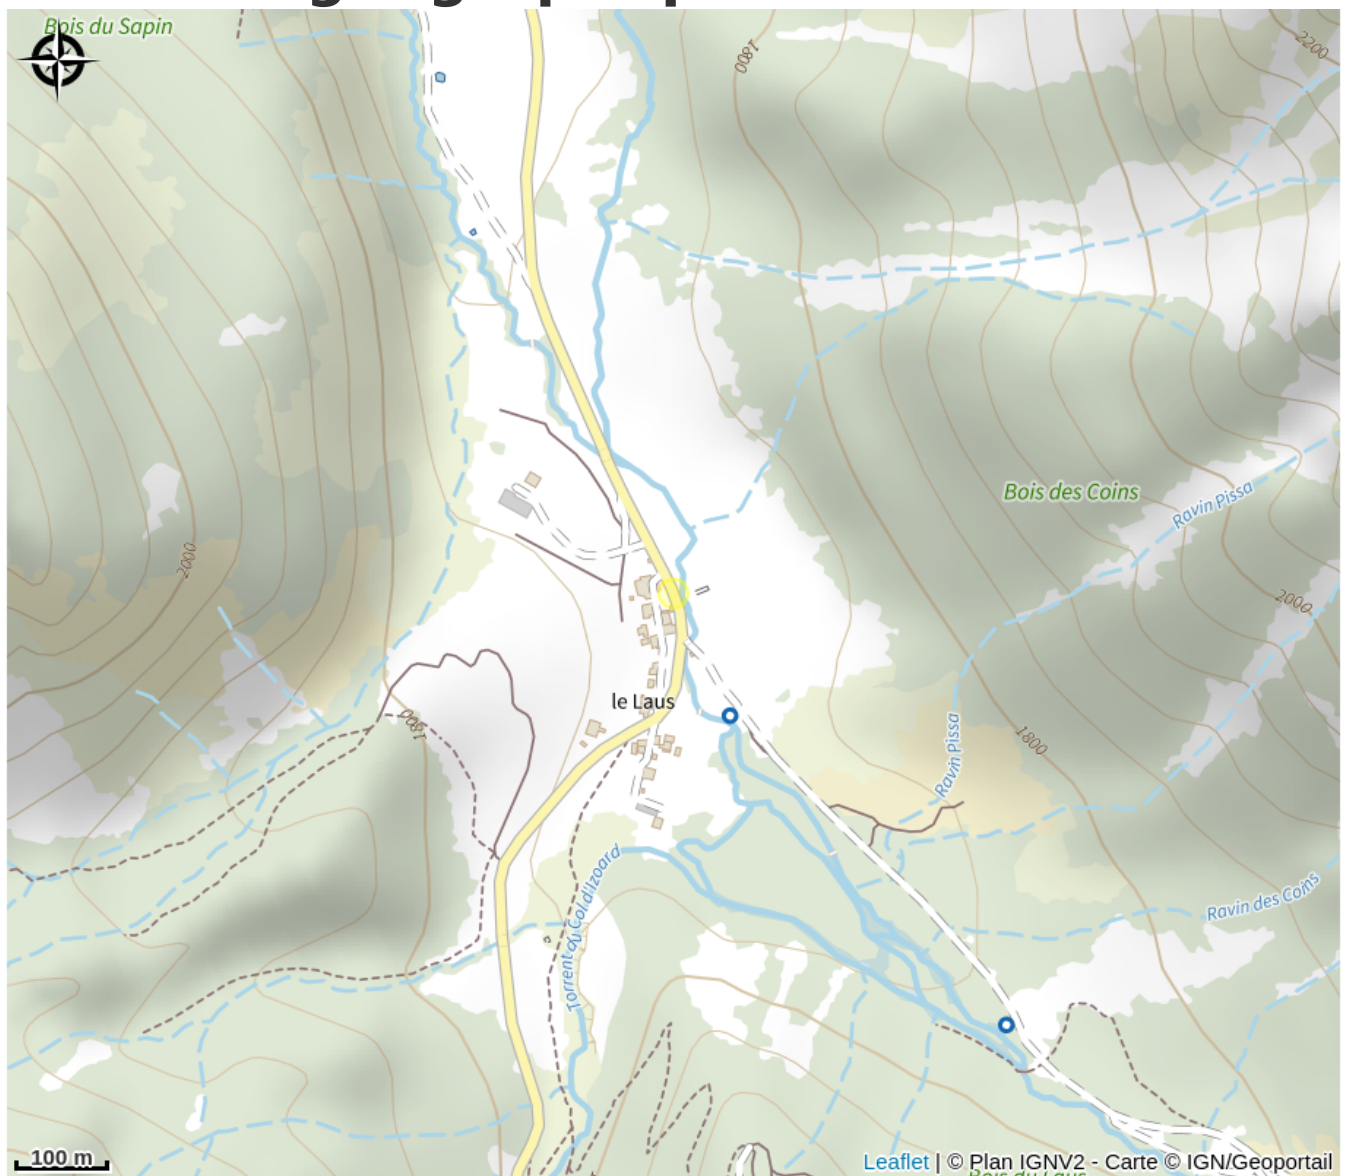 Bois du Sapin
1800
2200
Bois des Coins
Ravin Pissa
2000
2000
le Laus
1800
Ravin Pissa
1800
Torrent du Col d'Izoard
Ravin des Coins
100 m
Leaflet | © Plan IGNV2 - Carte © IGN/Geoportail